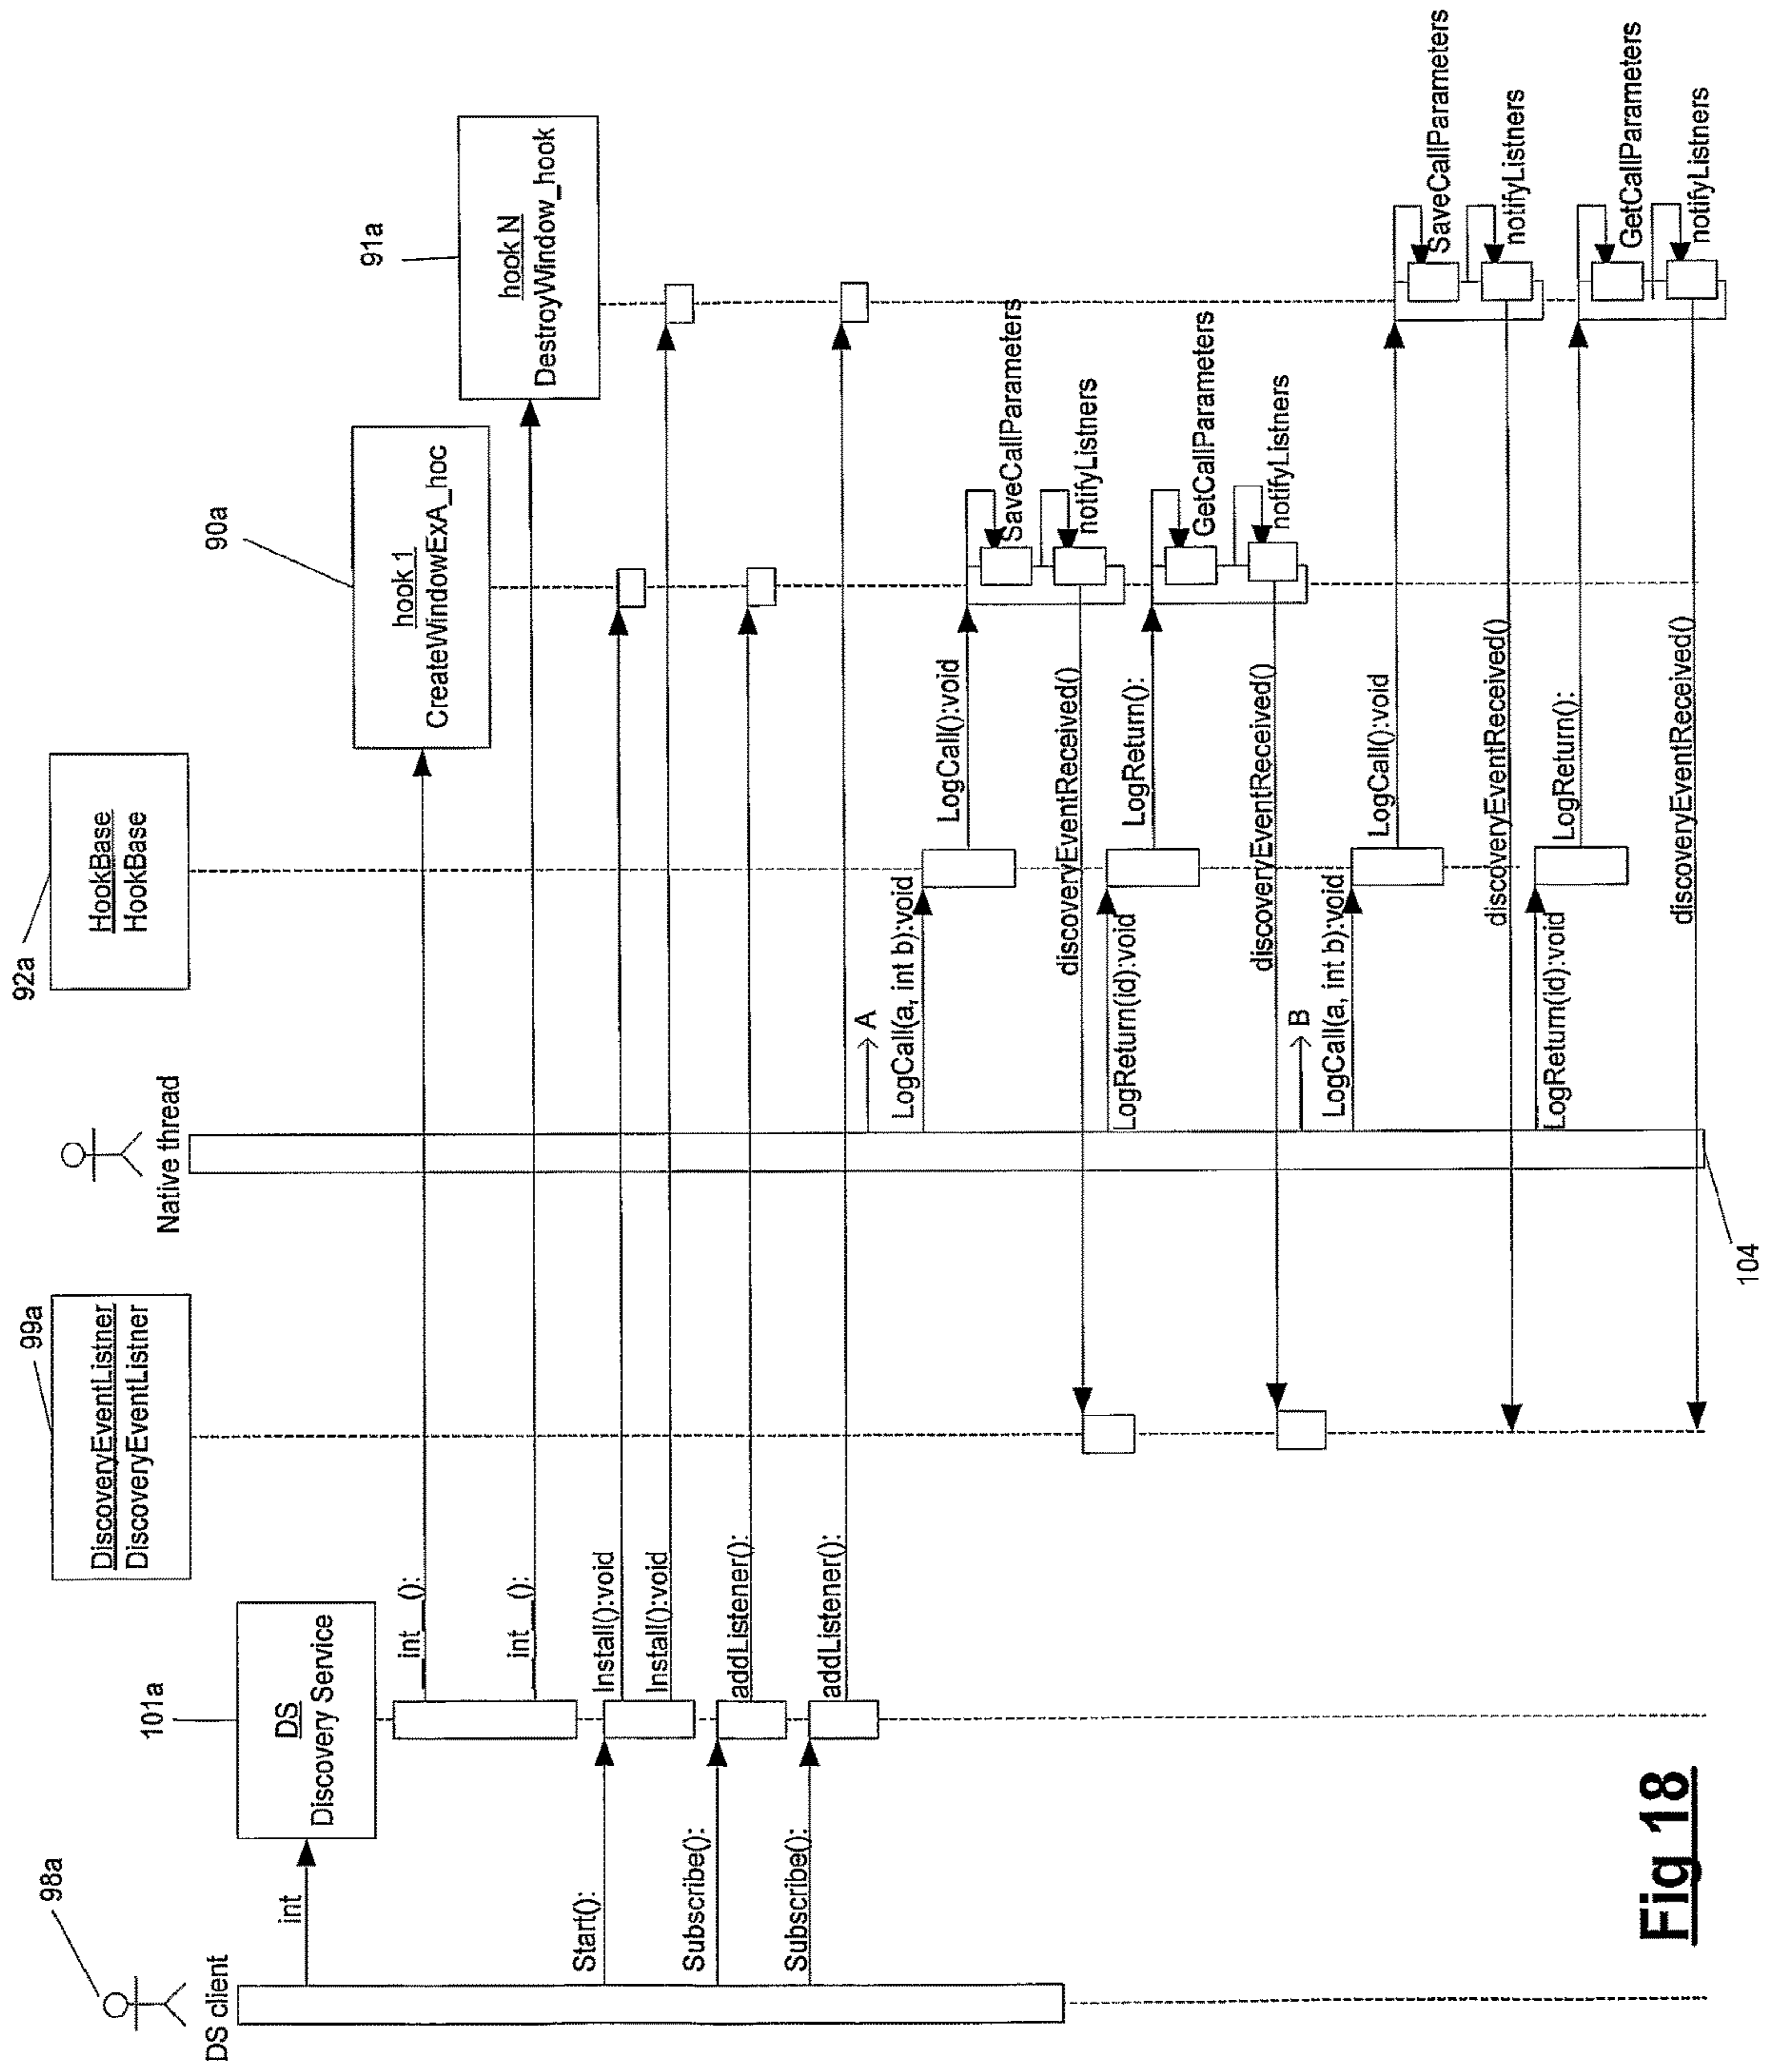 98a
DS client
101a
DS
Discovery Service
99a
DiscoveryEventListner
DiscoveryEventListner
Native thread
92a
HookBase
HookBase
90a
hook 1
CreateWindowExA_hoc
91a
hook N
DestroyWindow_hook
int
int__():
int__():
Start():
Install():void
Install():void
Subscribe():
addListener():
Subscribe():
addListener():
A
LogCall(a, int b):void
LogCall():void
SaveCallParameters
notifyListners
discoveryEventReceived()
LogReturn(id):void
LogReturn():
GetCallParameters
notifyListners
discoveryEventReceived()
B
LogCall(a, int b):void
LogCall():void
SaveCallParameters
notifyListners
discoveryEventReceived()
LogReturn(id):void
LogReturn():
GetCallParameters
notifyListners
discoveryEventReceived()
104
Fig 18